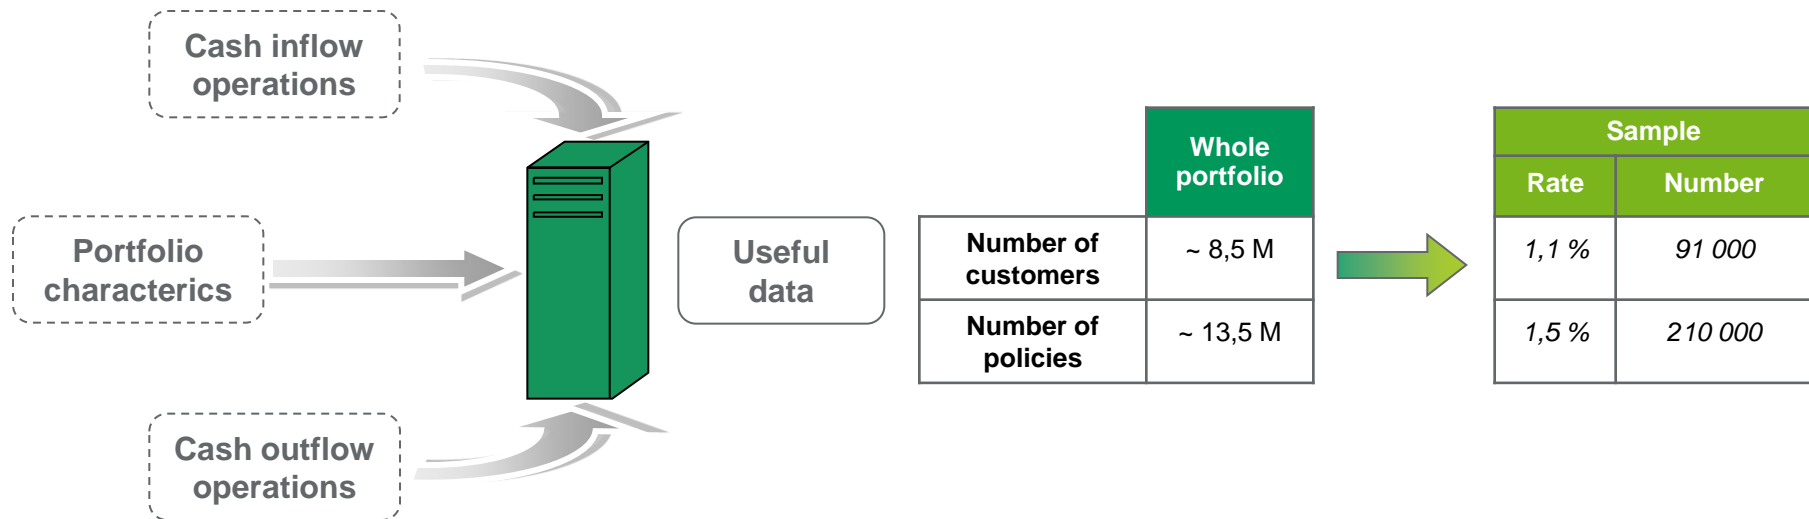 Cash inflow
operations
Portfolio
characterics
Cash outflow
operations
Useful
data
Whole
portfolio
Number of
customers
~ 8,5 M
Number of
policies
~ 13,5 M
Sample
Rate
Number
1,1 %
91 000
1,5 %
210 000